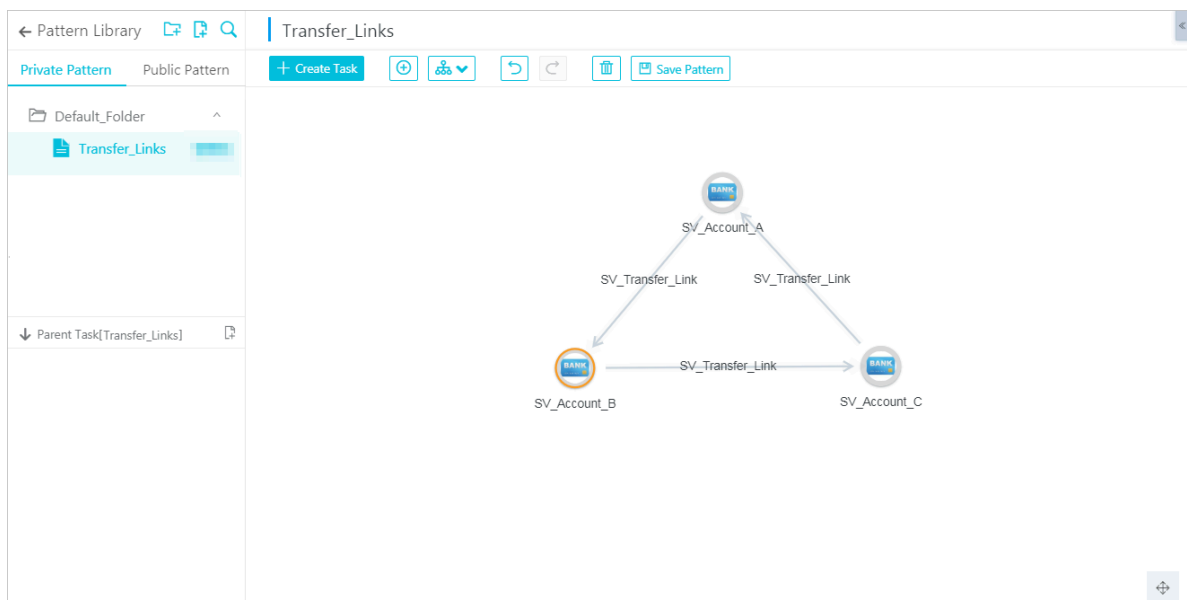 Pattern Library
Transfer_Links
Private Pattern
Public Pattern
Create Task
Save Pattern
Default_Folder
Transfer_Links
BANK
SV_Account_A
SV_Transfer_Link
SV_Transfer_Link
Parent Task[Transfer_Links]
BANK
SV_Transfer_Link
BANK
SV_Account_B
SV_Account_C